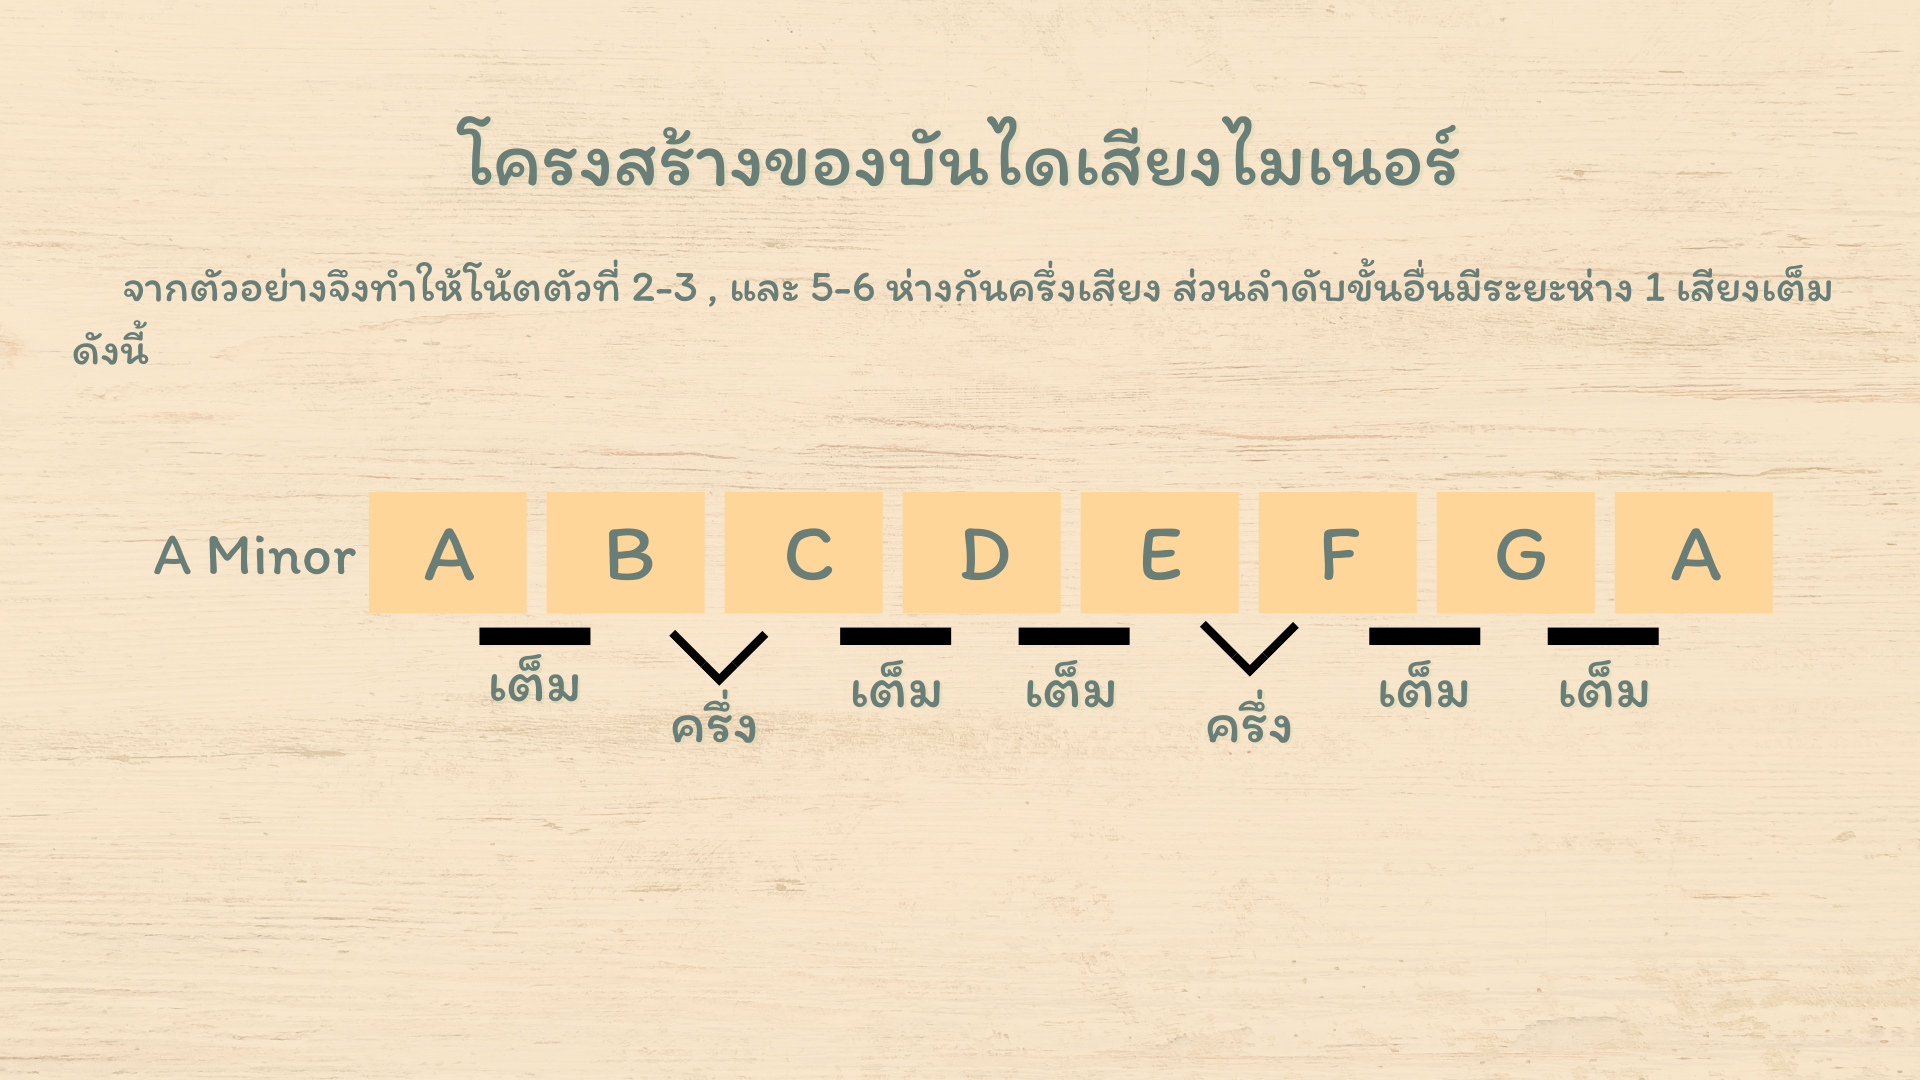 โครงสร้างของบันไดเสียงไมเนอร์
จากตัวอย่างจึงทำให้โน้ตตัวที่ 2-3 , และ 5-6 ห่างกันครึ่งเสียง ส่วนลำดับขั้นอื่นมีระยะห่าง 1 เสียงเต็ม
ดังนี้
A Minor A B C D E F G A
เต็ม ครึ่ง เต็ม เต็ม ครึ่ง เต็ม เต็ม